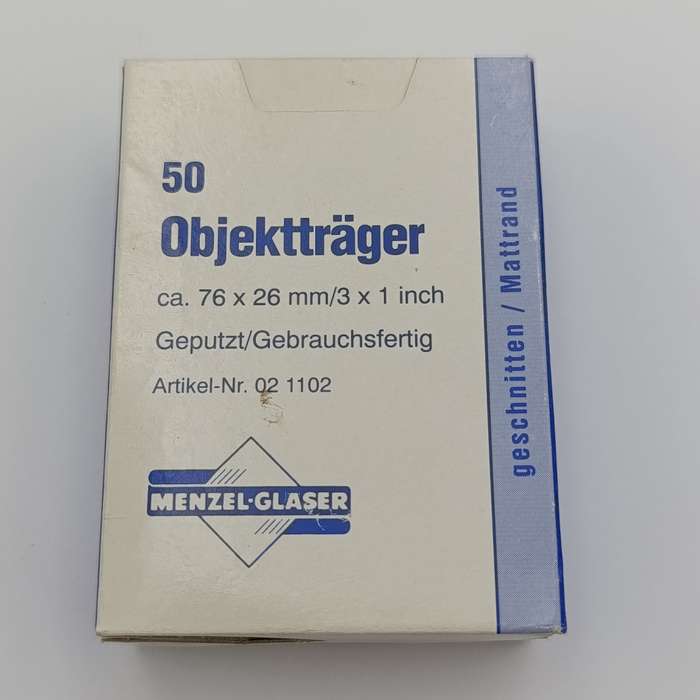 50
Objektträger
ca. 76 x 26 mm/3 x 1 inch
Geputzt/Gebrauchsfertig
Artikel-Nr. 02 1102
MENZEL-GLASER
geschnitten / Mattrand